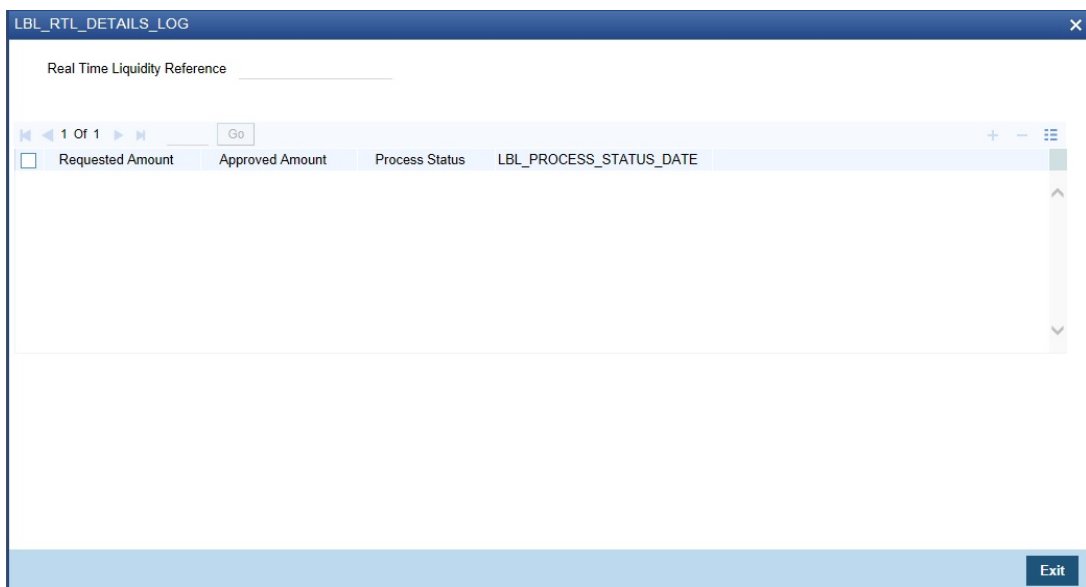 LBL_RTL_DETAILS_LOG
Real Time Liquidity Reference
1 Of 1 Go
Requested Amount Approved Amount Process Status LBL_PROCESS_STATUS_DATE
Exit